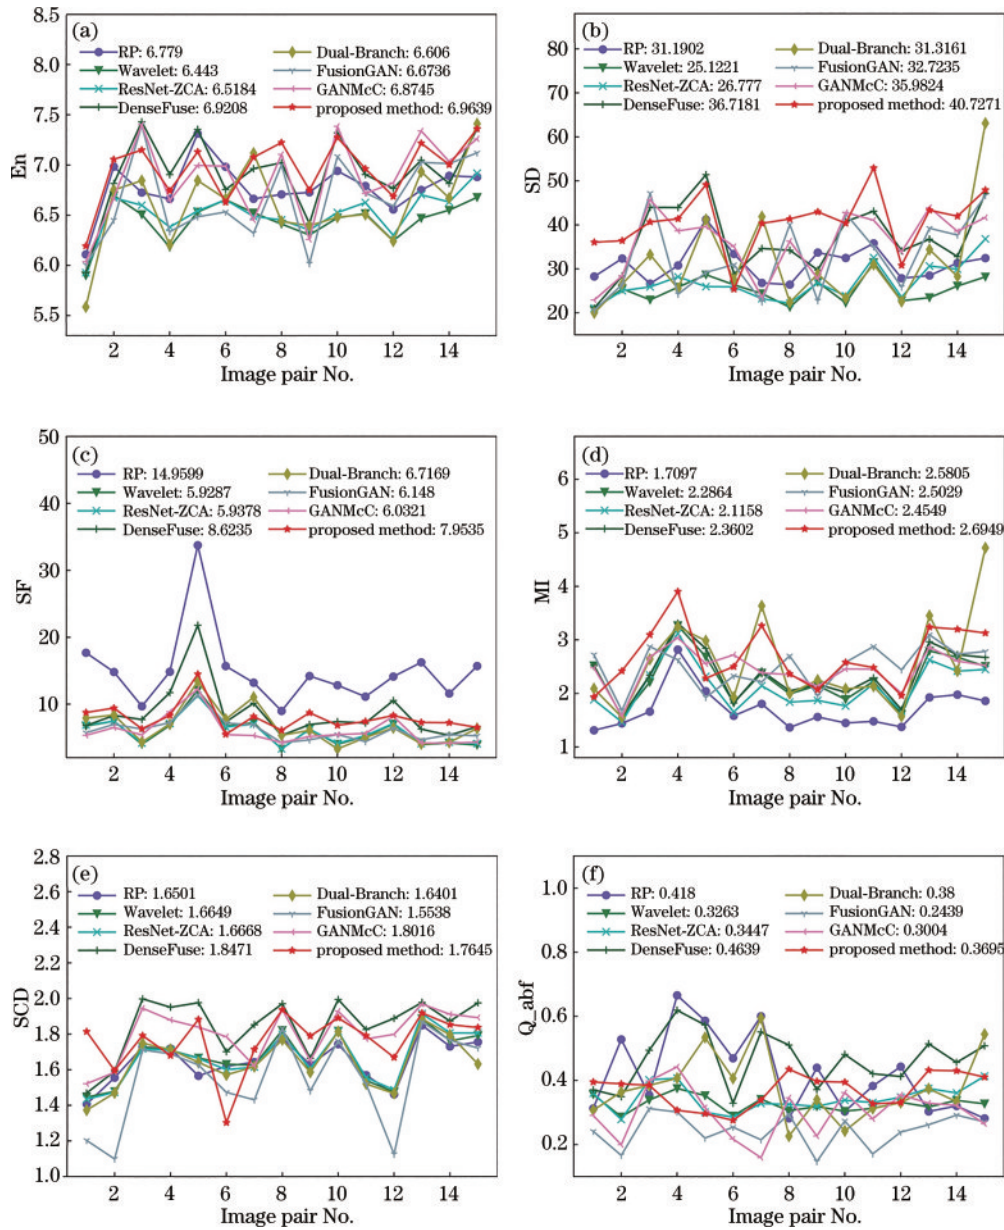 (a)
RP: 6.779
Wavelet: 6.443
ResNet-ZCA: 6.5184
DenseFuse: 6.9208
Dual-Branch: 6.606
FusionGAN: 6.6736
GANMcC: 6.8745
proposed method: 6.9639
8.5
8.0
7.5
7.0
6.5
6.0
5.5
En
2 4 6 8 10 12 14
Image pair No.
(b)
RP: 31.1902
Wavelet: 25.1221
ResNet-ZCA: 26.777
DenseFuse: 36.7181
Dual-Branch: 31.3161
FusionGAN: 32.7235
GANMcC: 35.9824
proposed method: 40.7271
80
70
60
50
40
30
20
SD
2 4 6 8 10 12 14
Image pair No.
(c)
RP: 14.9599
Wavelet: 5.9287
ResNet-ZCA: 5.9378
DenseFuse: 8.6235
Dual-Branch: 6.7169
FusionGAN: 6.148
GANMcC: 6.0321
proposed method: 7.9535
50
40
30
20
10
SF
2 4 6 8 10 12 14
Image pair No.
(d)
RP: 1.7097
Wavelet: 2.2864
ResNet-ZCA: 2.1158
DenseFuse: 2.3602
Dual-Branch: 2.5805
FusionGAN: 2.5029
GANMcC: 2.4549
proposed method: 2.6949
6
5
4
3
2
1
MI
2 4 6 8 10 12 14
Image pair No.
(e)
RP: 1.6501
Wavelet: 1.6649
ResNet-ZCA: 1.6668
DenseFuse: 1.8471
Dual-Branch: 1.6401
FusionGAN: 1.5538
GANMcC: 1.8016
proposed method: 1.7645
2.8
2.6
2.4
2.2
2.0
1.8
1.6
1.4
1.2
1.0
SCD
2 4 6 8 10 12 14
Image pair No.
(f)
RP: 0.418
Wavelet: 0.3263
ResNet-ZCA: 0.3447
DenseFuse: 0.4639
Dual-Branch: 0.38
FusionGAN: 0.2439
GANMcC: 0.3004
proposed method: 0.3695
1.0
0.8
0.6
0.4
0.2
Q_abf
2 4 6 8 10 12 14
Image pair No.